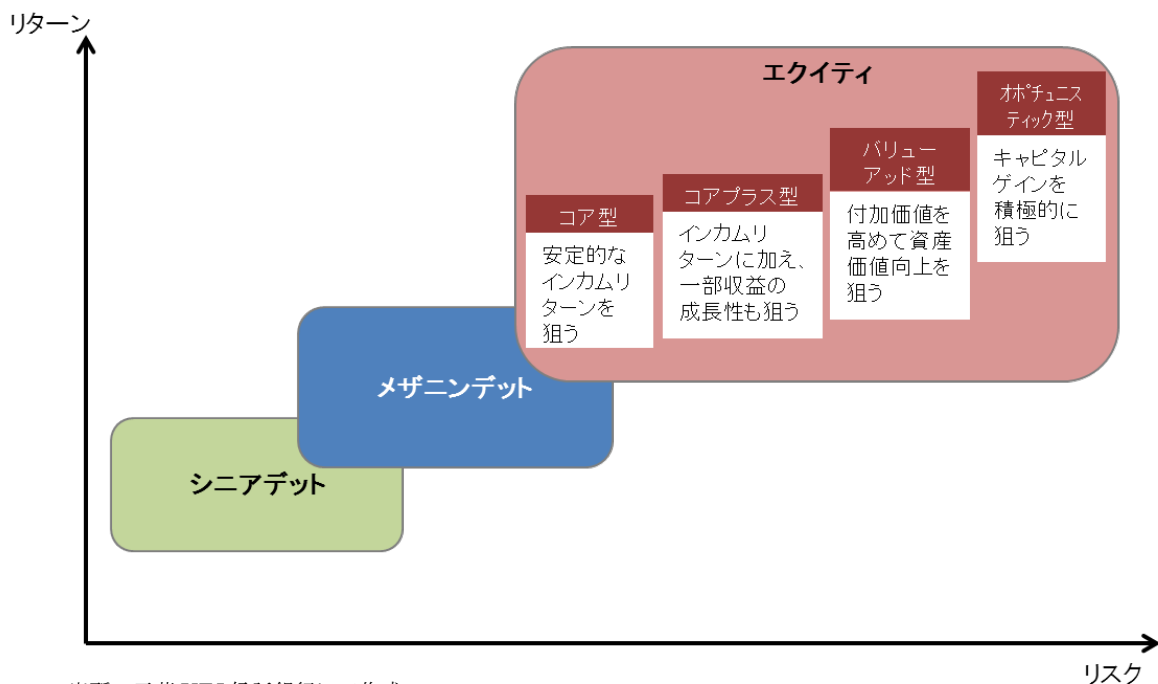 リターン
エクイティ
オポチュニス
ティック型
キャピタル
ゲインを
積極的に
狙う
バリュー
アッド型
付加価値を
高めて資産
価値向上を
狙う
コアプラス型
インカムリ
ターンに加え、
一部収益の
成長性も狙う
コア型
安定的な
インカムリ
ターンを
狙う
メザニンデット
シニアデット
リスク